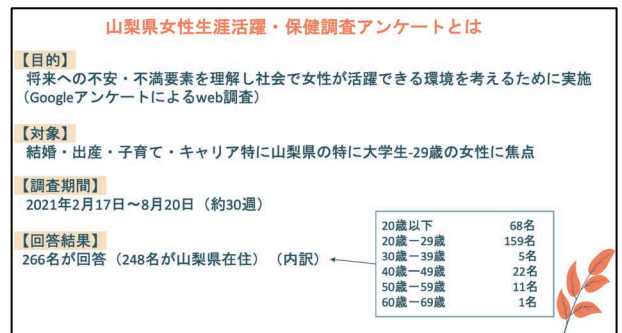 山梨県女性生涯活躍・保健調査アンケートとは
【目的】
将来への不安・不満要素を理解し社会で女性が活躍できる環境を考えるために実施
（Googleアンケートによるweb調査）
【対象】
結婚・出産・子育て・キャリア特に山梨県の特に大学生-29歳の女性に焦点
【調査期間】
2021年2月17日〜8月20日（約30週）
【回答結果】
266名が回答（248名が山梨県在住）（内訳）
20歳以下 68名
20歳ー29歳 159名
30歳ー39歳 5名
40歳ー49歳 22名
50歳ー59歳 11名
60歳ー69歳 1名